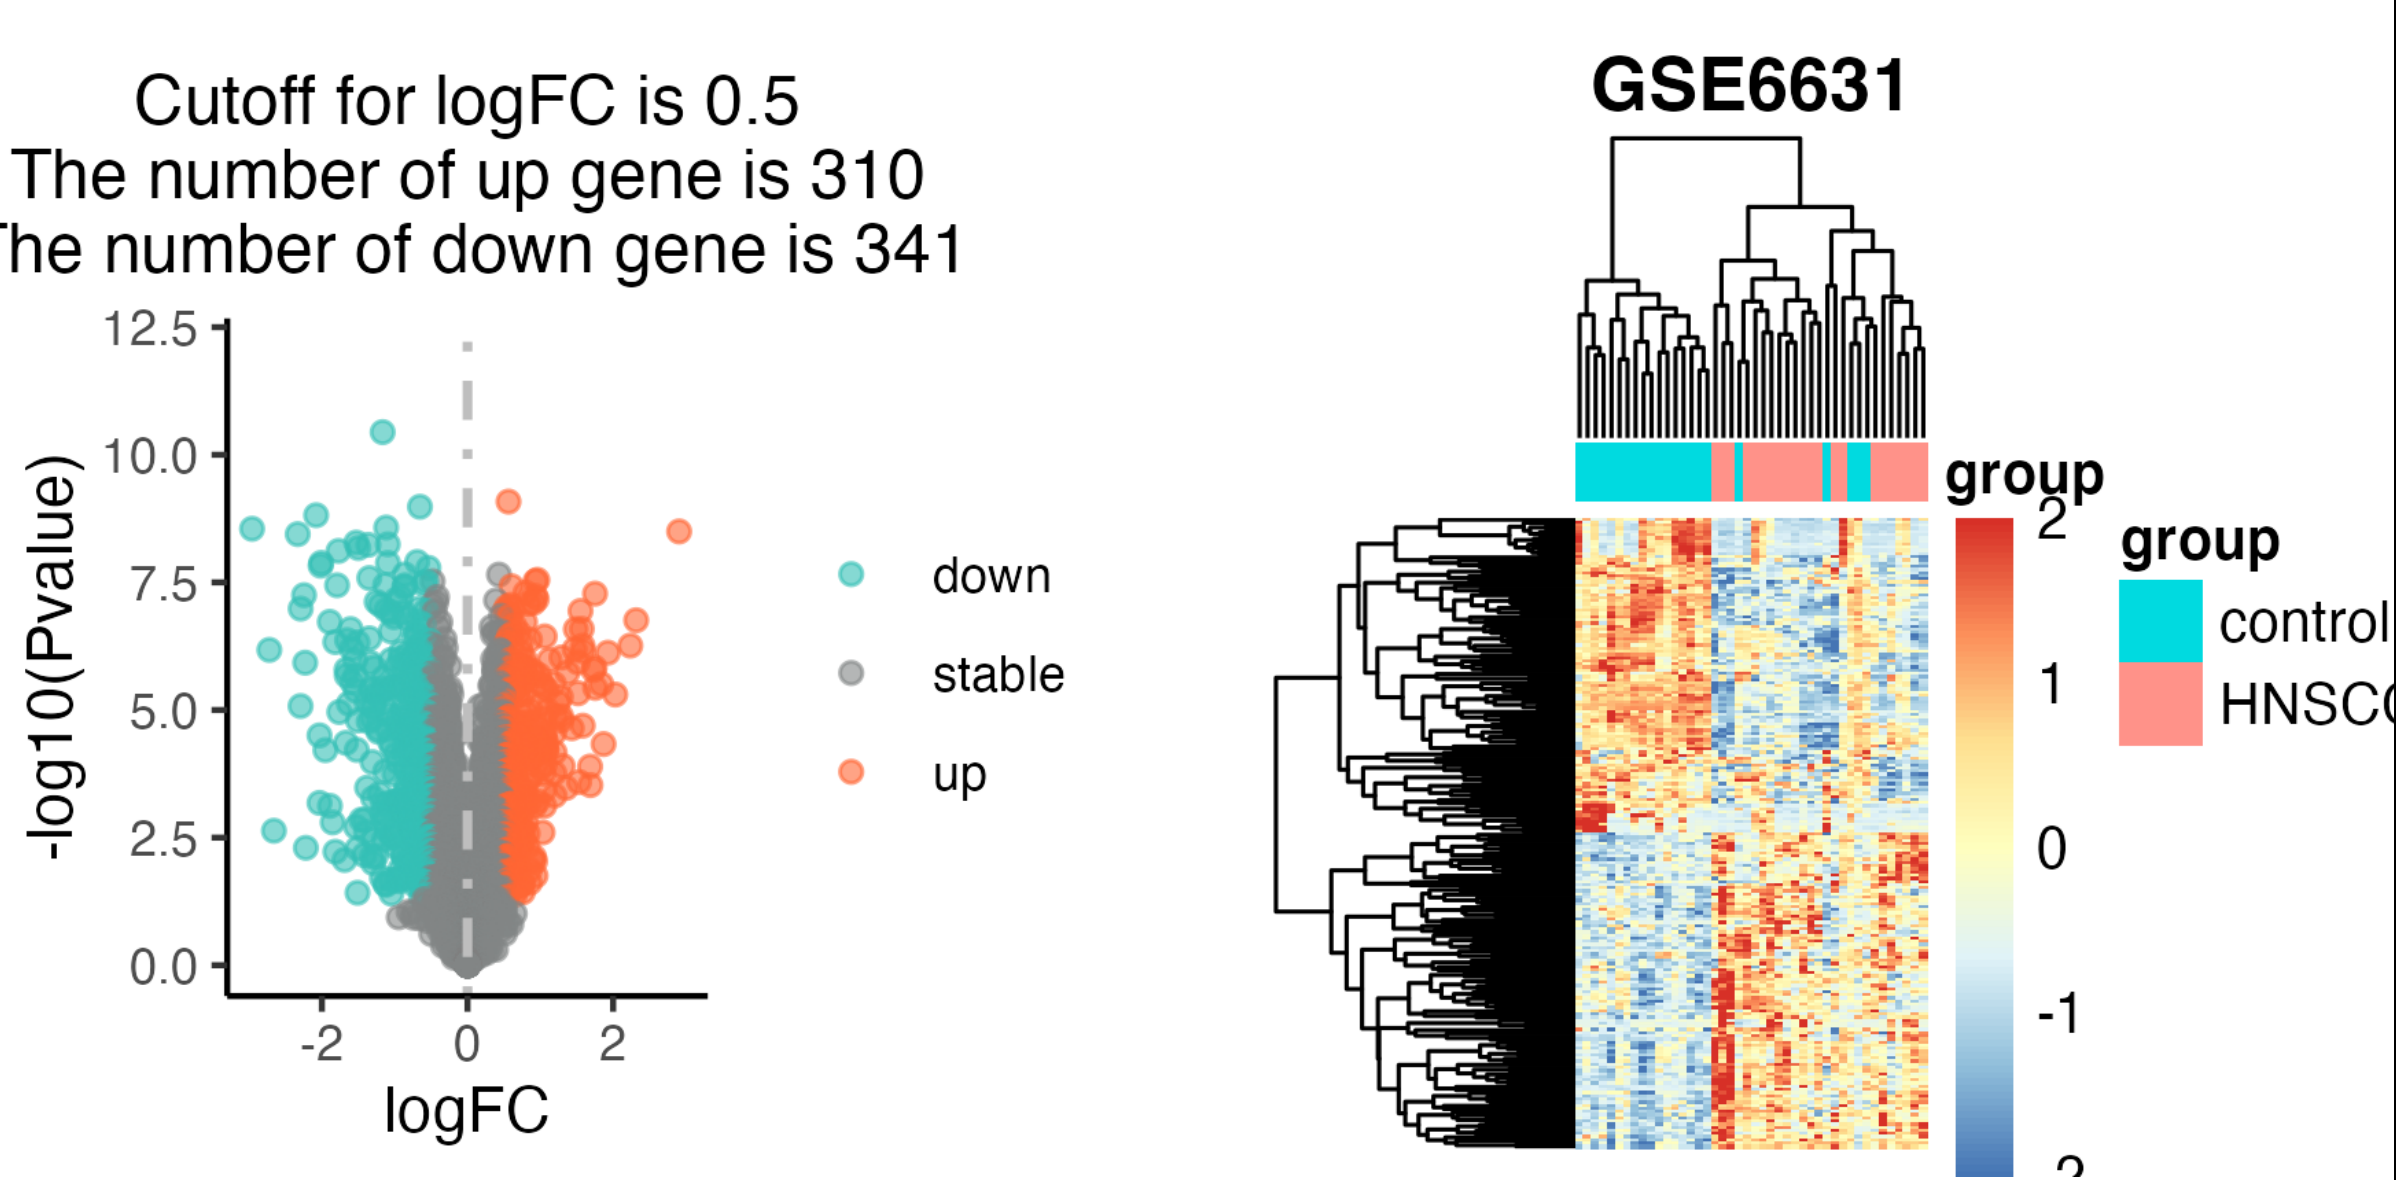 Cutoff for logFC is 0.5
The number of up gene is 310
The number of down gene is 341
12.5
10.0
7.5
5.0
2.5
0.0
-log10(Pvalue)
-2
0
2
logFC
down
stable
up
GSE6631
group
2
1
0
-1
group
control
HNSCC